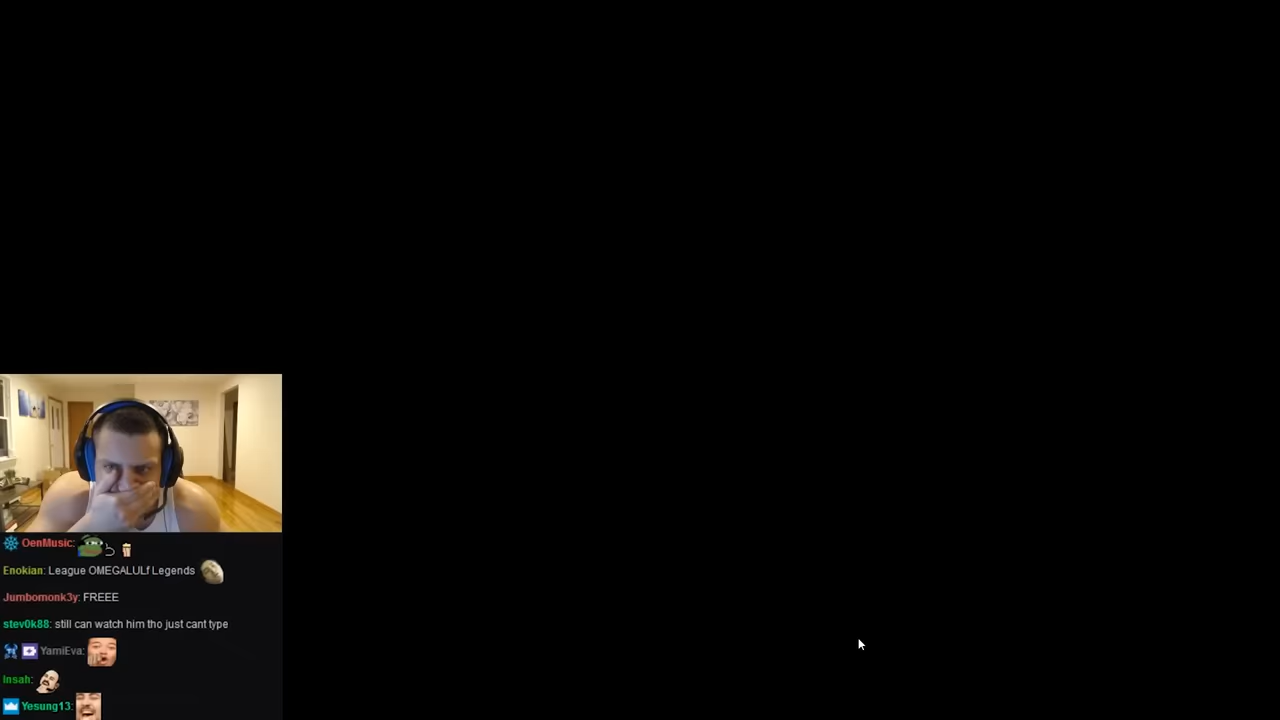 OenMusic:
Enokian: League OMEGALULf Legends
Jumbomonk3y: FREEE
stev0k88: still can watch him tho just cant type
YamiEva:
Insah:
Yesung13: